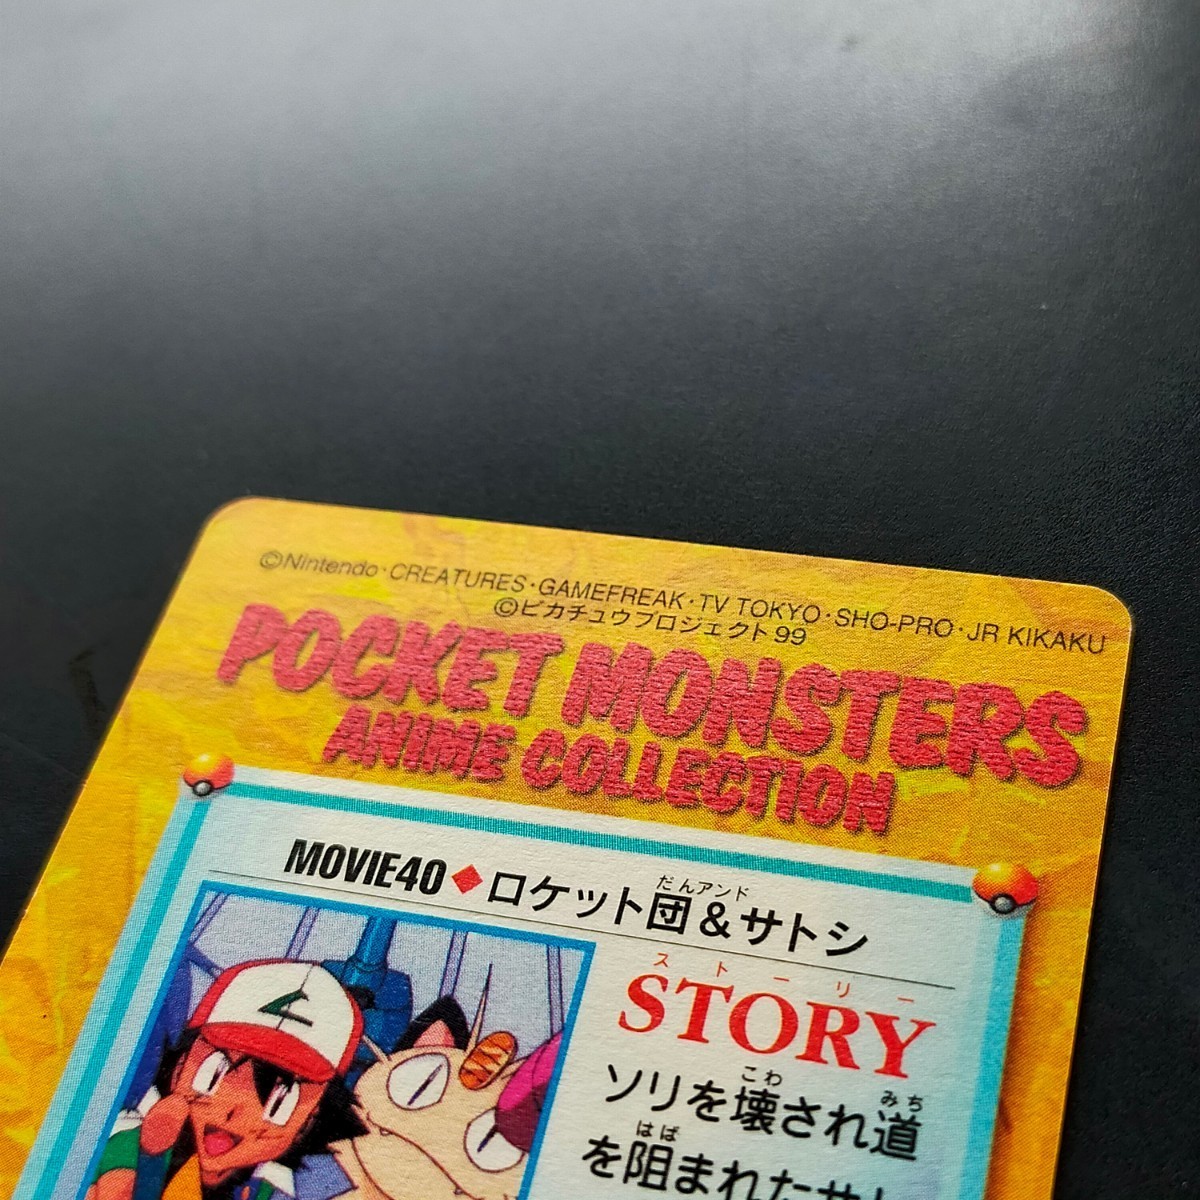 ©Nintendo・CREATURES・GAMEFREAK・TV TOKYO・SHO-PRO・JR KIKAKU
©ピカチュウプロジェクト99
POCKET MONSTERS
ANIME COLLECTION
MOVIE40◆ロケット団&サトシ
だんアンド
ストーリー
STORY
こわ みち
ソリを壊され道
はば
を阻まれたサト